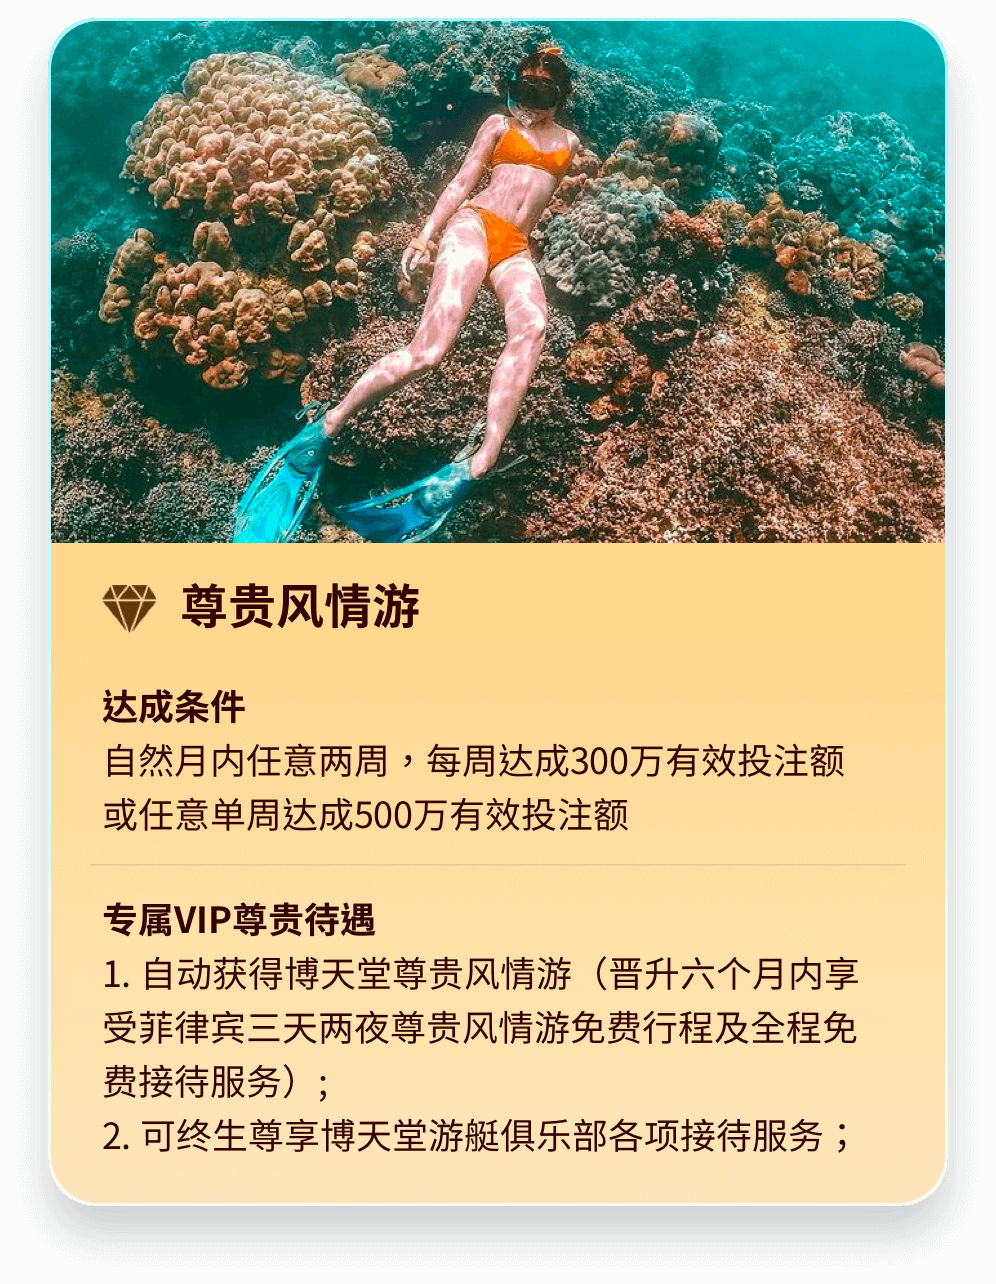 尊贵风情游
达成条件
自然月内任意两周，每周达成300万有效投注额
或任意单周达成500万有效投注额
专属VIP尊贵待遇
1. 自动获得博天堂尊贵风情游（晋升六个月内享
受菲律宾三天两夜尊贵风情游免费行程及全程免
费接待服务）;
2. 可终生尊享博天堂游艇俱乐部各项接待服务；